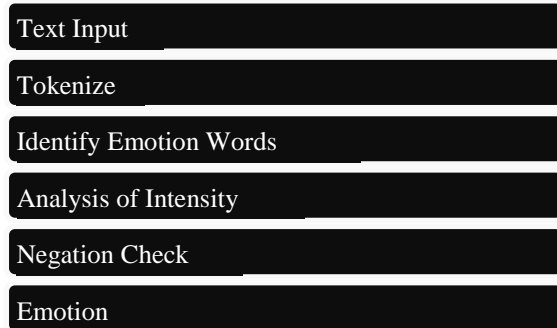 Text Input
Tokenize
Identify Emotion Words
Analysis of Intensity
Negation Check
Emotion